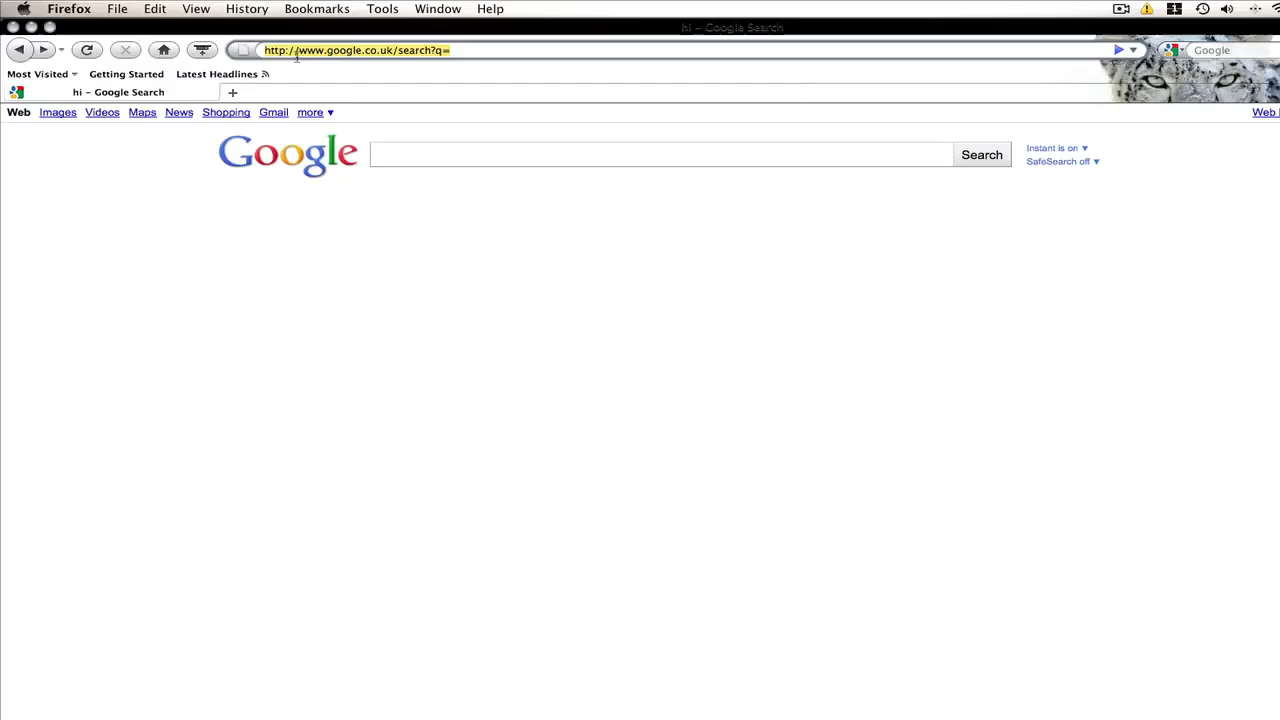 Firefox File Edit View History Bookmarks Tools Window Help
hi – Google Search
http://www.google.co.uk/search?q= Google
Most Visited Getting Started Latest Headlines
hi – Google Search
Web Images Videos Maps News Shopping Gmail more Web
Google Search Instant is on
SafeSearch off